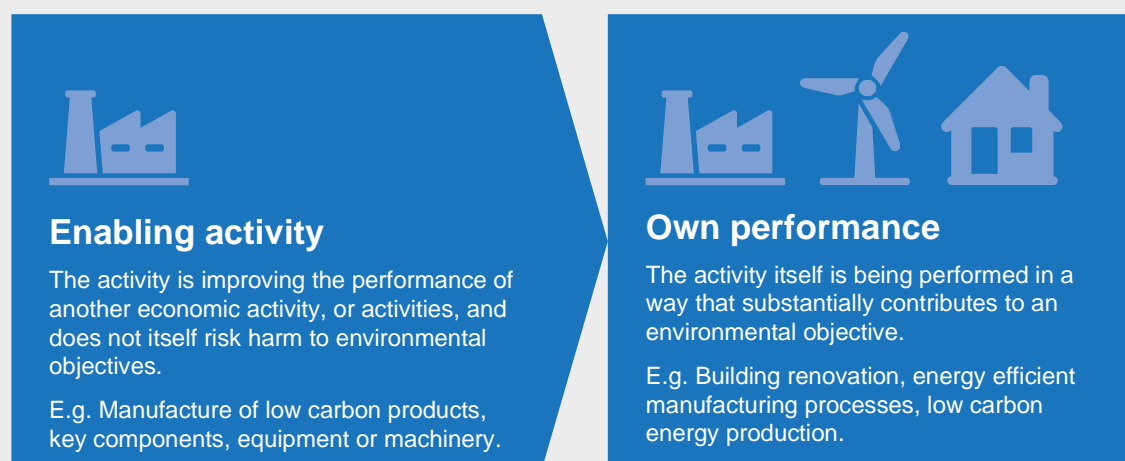 Enabling activity
The activity is improving the performance of
another economic activity, or activities, and
does not itself risk harm to environmental
objectives.
E.g. Manufacture of low carbon products,
key components, equipment or machinery.
Own performance
The activity itself is being performed in a
way that substantially contributes to an
environmental objective.
E.g. Building renovation, energy efficient
manufacturing processes, low carbon
energy production.